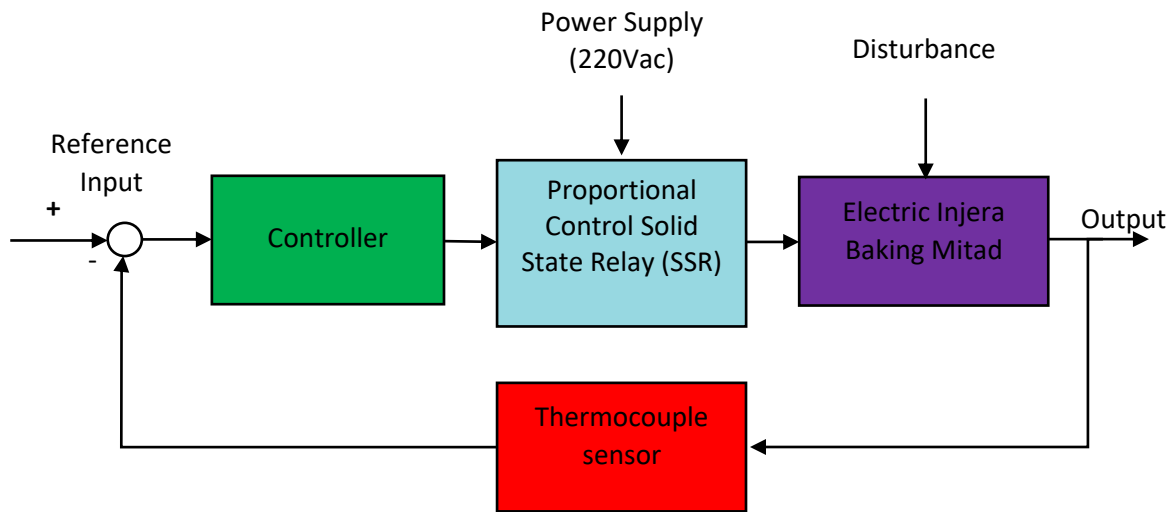 Power Supply
(220Vac)
Disturbance
Reference
Input
+
-
Controller
Proportional
Control Solid
State Relay (SSR)
Electric Injera
Baking Mitad
Output
Thermocouple
sensor